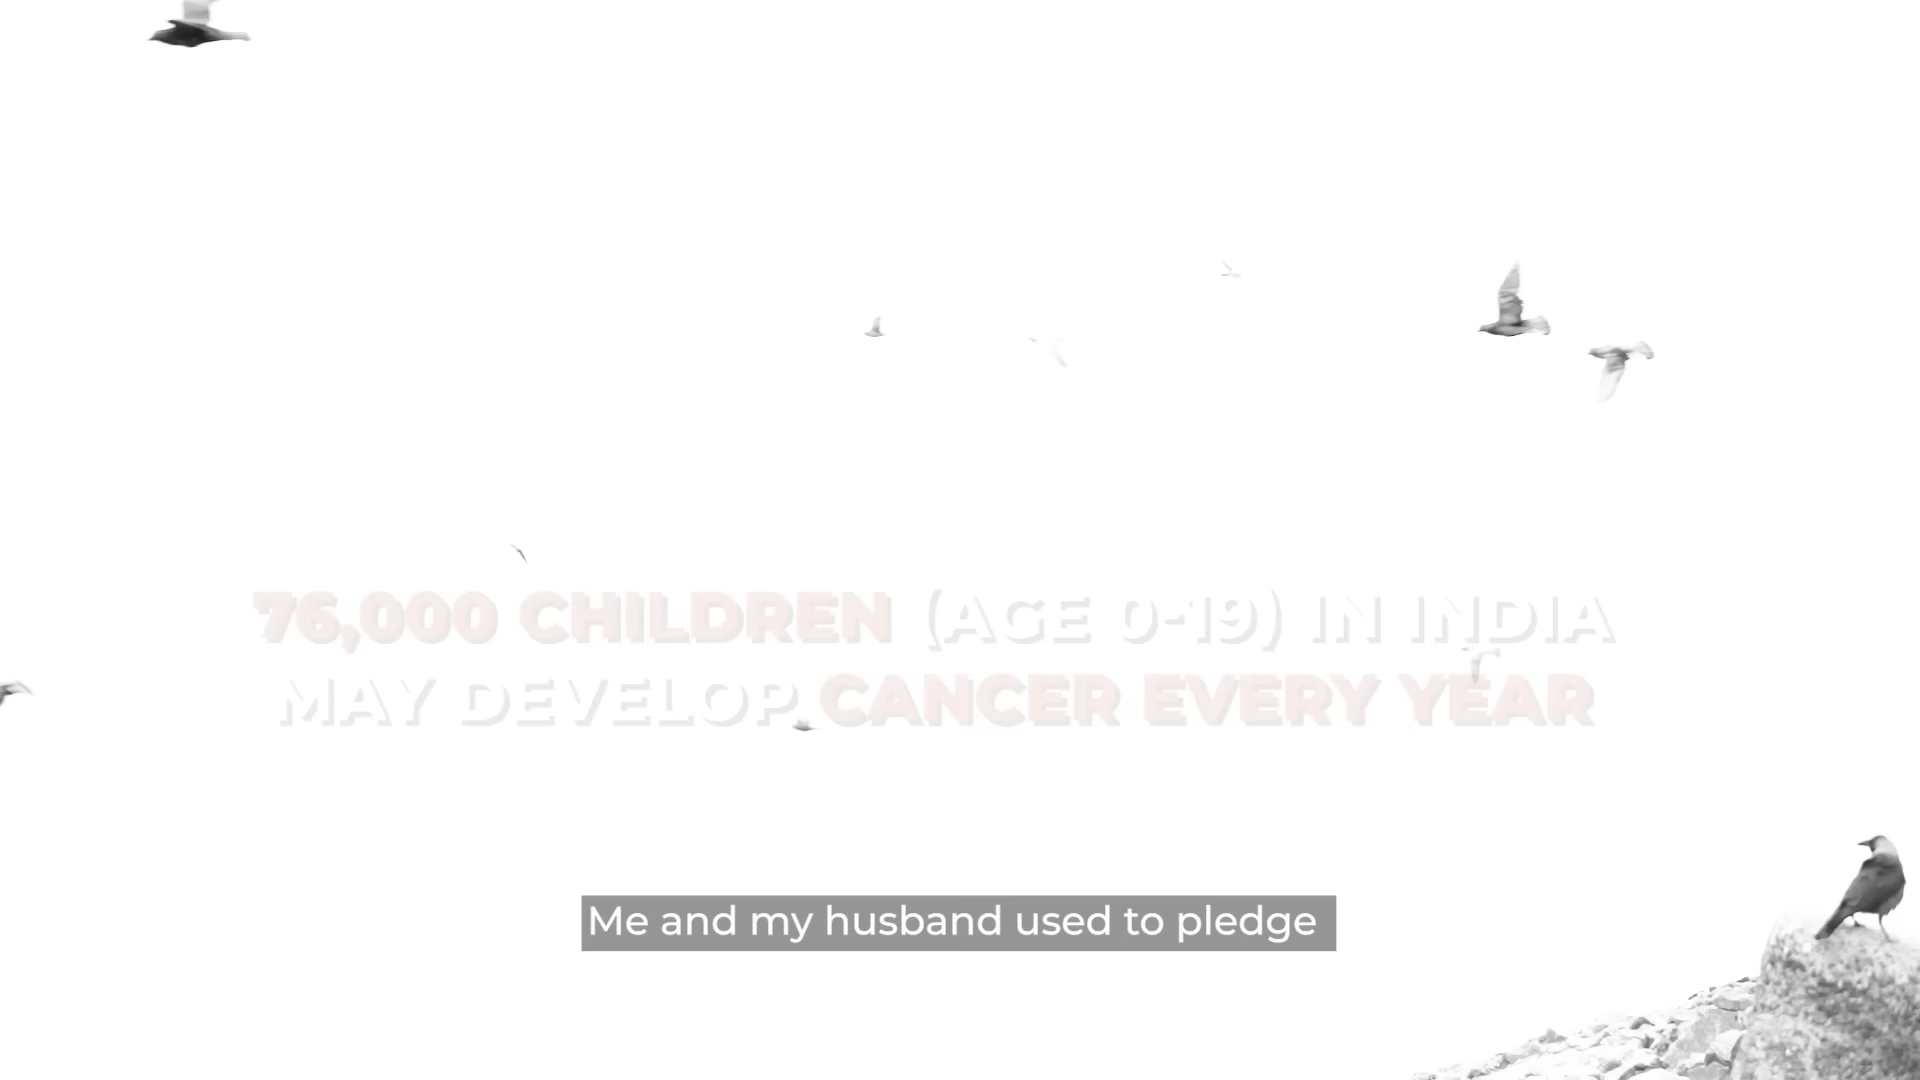 76,000 CHILDREN (AGE 0-19) IN INDIA
MAY DEVELOP CANCER EVERY YEAR
Me and my husband used to pledge